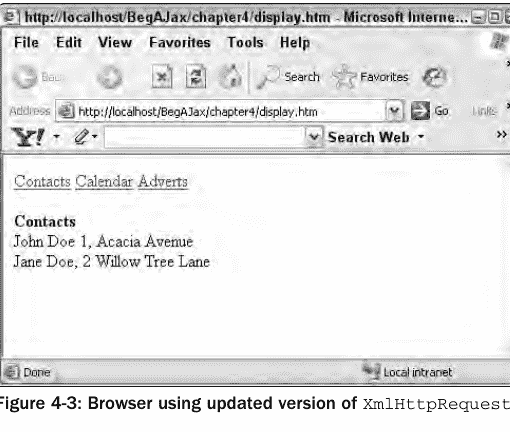 http://localhost/BegAJax/chapter4/display.htm - Microsoft Interne...
File Edit View Favorites Tools Help
Back Search Favorites
Address http://localhost/BegAJax/chapter4/display.htm Go Links »
Y! Search Web »
Contacts Calendar Adverts
Contacts
John Doe 1, Acacia Avenue
Jane Doe, 2 Willow Tree Lane
Done Local intranet
Figure 4-3: Browser using updated version of XmlHttpRequest